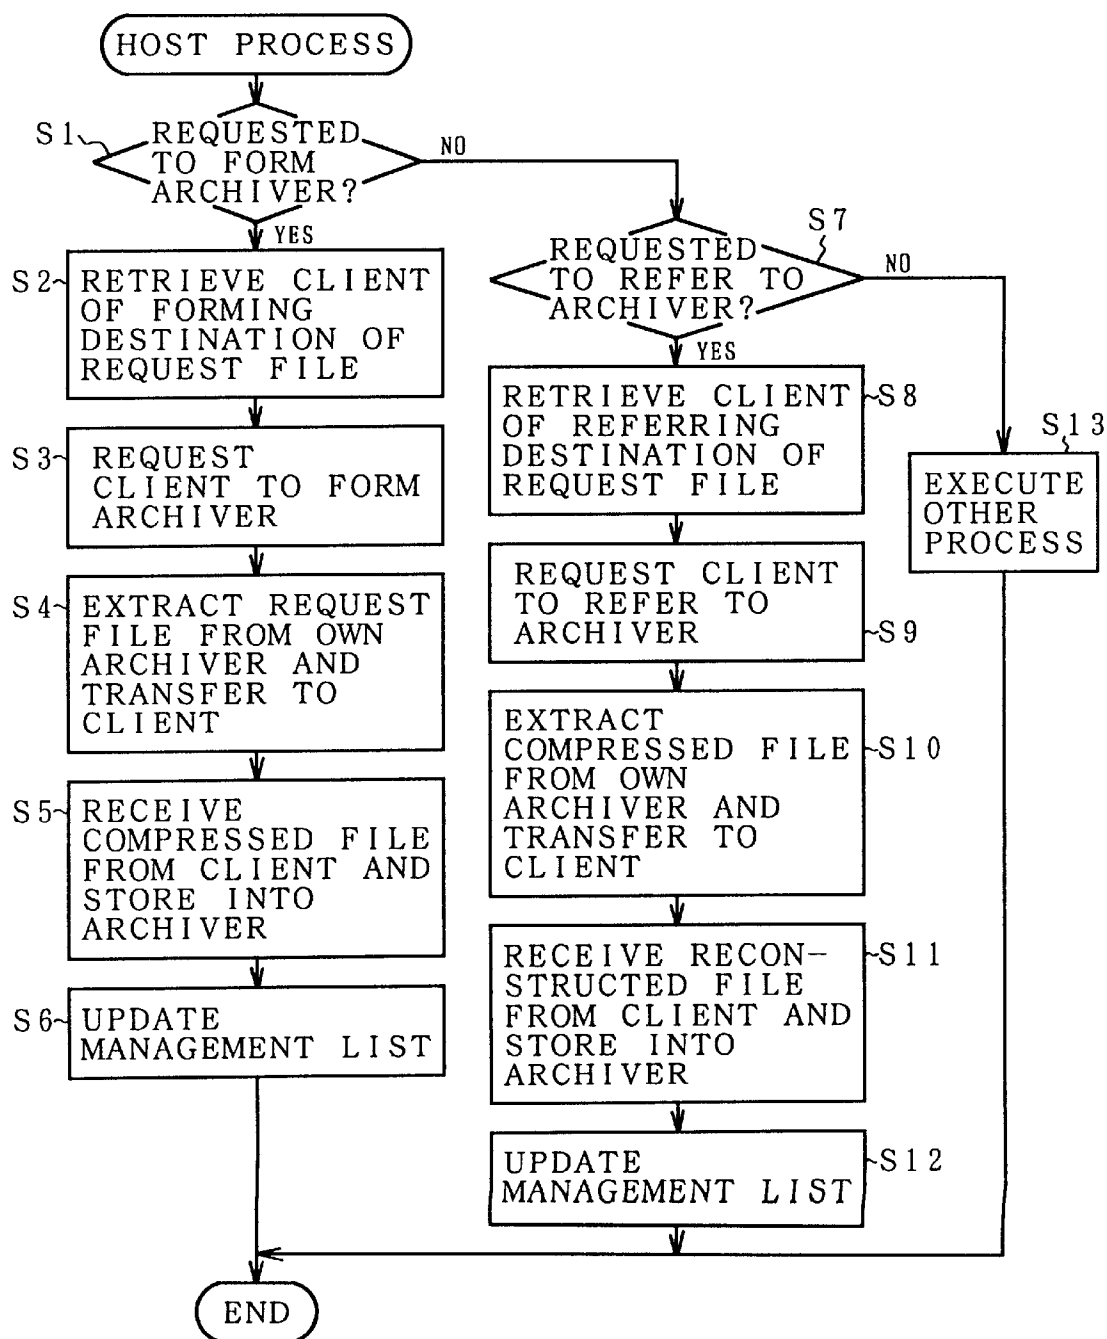 HOST PROCESS
S1
REQUESTED
TO FORM
ARCHIVER?
NO
YES
S2
RETRIEVE CLIENT
OF FORMING
DESTINATION OF
REQUEST FILE
S3
REQUEST
CLIENT TO FORM
ARCHIVER
S4
EXTRACT REQUEST
FILE FROM OWN
ARCHIVER AND
TRANSFER TO
CLIENT
S5
RECEIVE
COMPRESSED FILE
FROM CLIENT AND
STORE INTO
ARCHIVER
S6
UPDATE
MANAGEMENT LIST
S7
REQUESTED
TO REFER TO
ARCHIVER?
NO
YES
S8
RETRIEVE CLIENT
OF REFERRING
DESTINATION OF
REQUEST FILE
REQUEST CLIENT
TO REFER TO
ARCHIVER
S9
EXTRACT
COMPRESSED FILE
FROM OWN
ARCHIVER AND
TRANSFER TO
CLIENT
S10
RECEIVE RECON-
STRUCTED FILE
FROM CLIENT AND
STORE INTO
ARCHIVER
S11
UPDATE
MANAGEMENT LIST
S12
S13
EXECUTE
OTHER
PROCESS
END